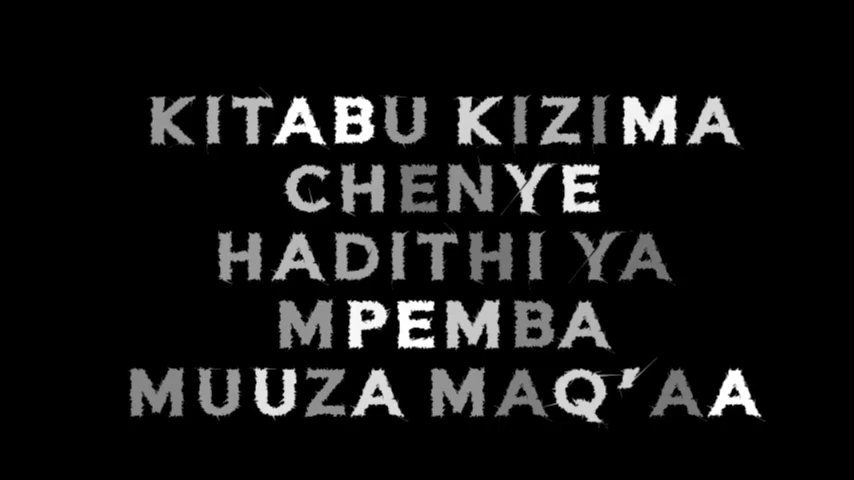 KITABU KIZIMA
CHENYE
HADITHI YA
MPEMBA
MUUZA MAQ'AA